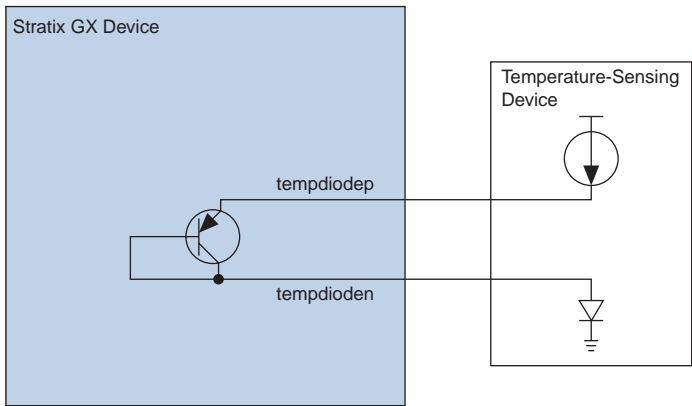 Stratix GX Device
Temperature-Sensing
Device
tempdiodep
tempdioden